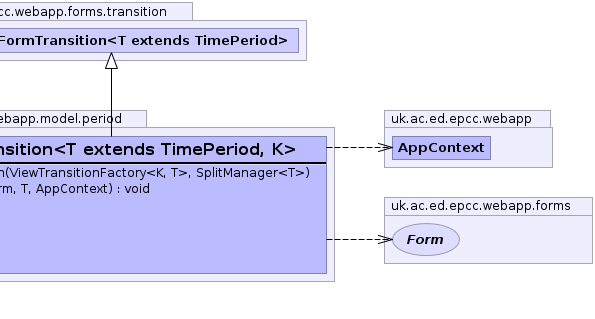 cc.webapp.forms.transition
FormTransition<T extends TimePeriod>
ebapp.model.period
nsition<T extends TimePeriod, K>
n(ViewTransitionFactory<K, T>, SplitManager<T>)
rm, T, AppContext) : void
uk.ac.ed.epcc.webapp
AppContext
uk.ac.ed.epcc.webapp.forms
Form